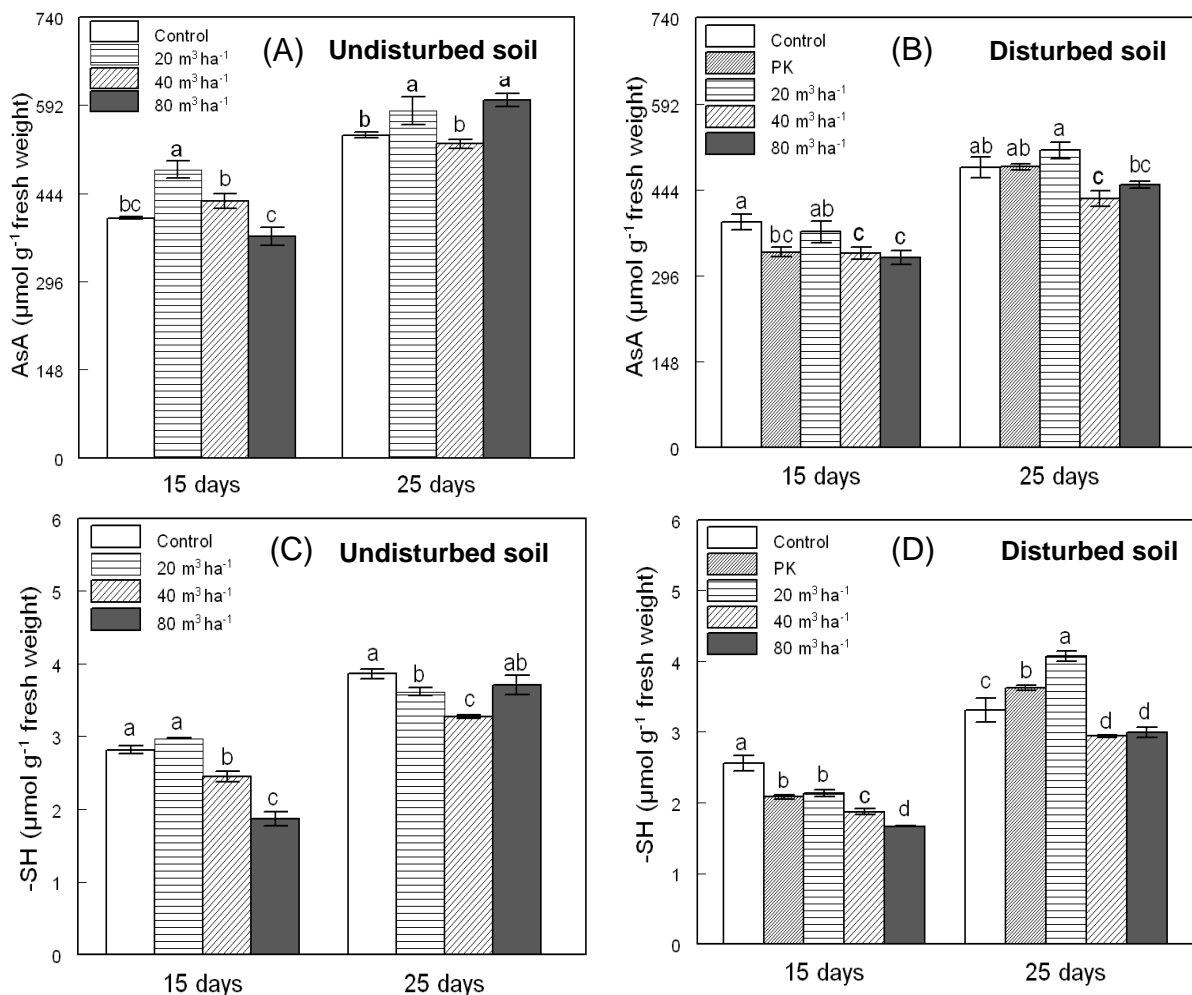 740
592
444
296
148
0
AsA (µmol g⁻¹ fresh weight)
Control
20 m³ ha⁻¹
40 m³ ha⁻¹
80 m³ ha⁻¹
(A) Undisturbed soil
bc a b c
b a b a
15 days 25 days
740
592
444
296
148
0
AsA (µmol g⁻¹ fresh weight)
Control
PK
20 m³ ha⁻¹
40 m³ ha⁻¹
80 m³ ha⁻¹
(B) Disturbed soil
a bc ab c c
ab ab a c bc
15 days 25 days
6
5
4
3
2
1
0
-SH (µmol g⁻¹ fresh weight)
Control
20 m³ ha⁻¹
40 m³ ha⁻¹
80 m³ ha⁻¹
(C) Undisturbed soil
a a b c
a b c ab
15 days 25 days
6
5
4
3
2
1
0
-SH (µmol g⁻¹ fresh weight)
Control
PK
20 m³ ha⁻¹
40 m³ ha⁻¹
80 m³ ha⁻¹
(D) Disturbed soil
a b b c d
c b a d d
15 days 25 days